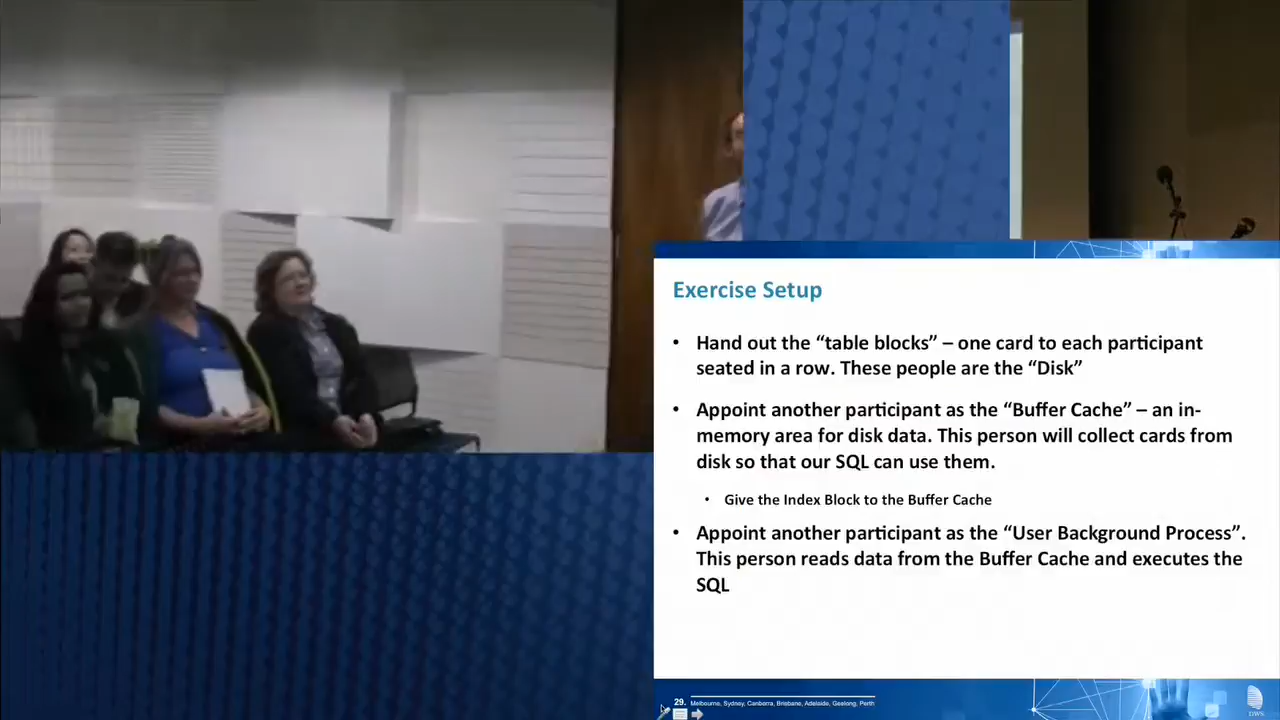 Exercise Setup
• Hand out the “table blocks” – one card to each participant
seated in a row. These people are the “Disk”
• Appoint another participant as the “Buffer Cache” – an in-
memory area for disk data. This person will collect cards from
disk so that our SQL can use them.
• Give the Index Block to the Buffer Cache
• Appoint another participant as the “User Background Process”.
This person reads data from the Buffer Cache and executes the
SQL
29. Melbourne, Sydney, Canberra, Brisbane, Adelaide, Geelong, Perth
DWS